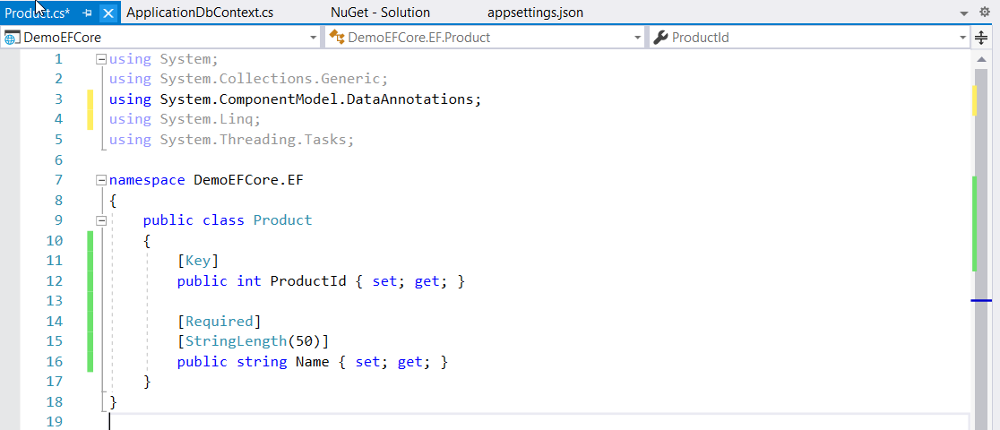 Product.cs* ApplicationDbContext.cs NuGet - Solution appsettings.json
DemoEFCore DemoEFCore.EF.Product ProductId
1 using System;
2 using System.Collections.Generic;
3 using System.ComponentModel.DataAnnotations;
4 using System.Linq;
5 using System.Threading.Tasks;
6
7 namespace DemoEFCore.EF
8 {
9     public class Product
10     {
11         [Key]
12         public int ProductId { set; get; }
13
14         [Required]
15         [StringLength(50)]
16         public string Name { set; get; }
17     }
18 }
19